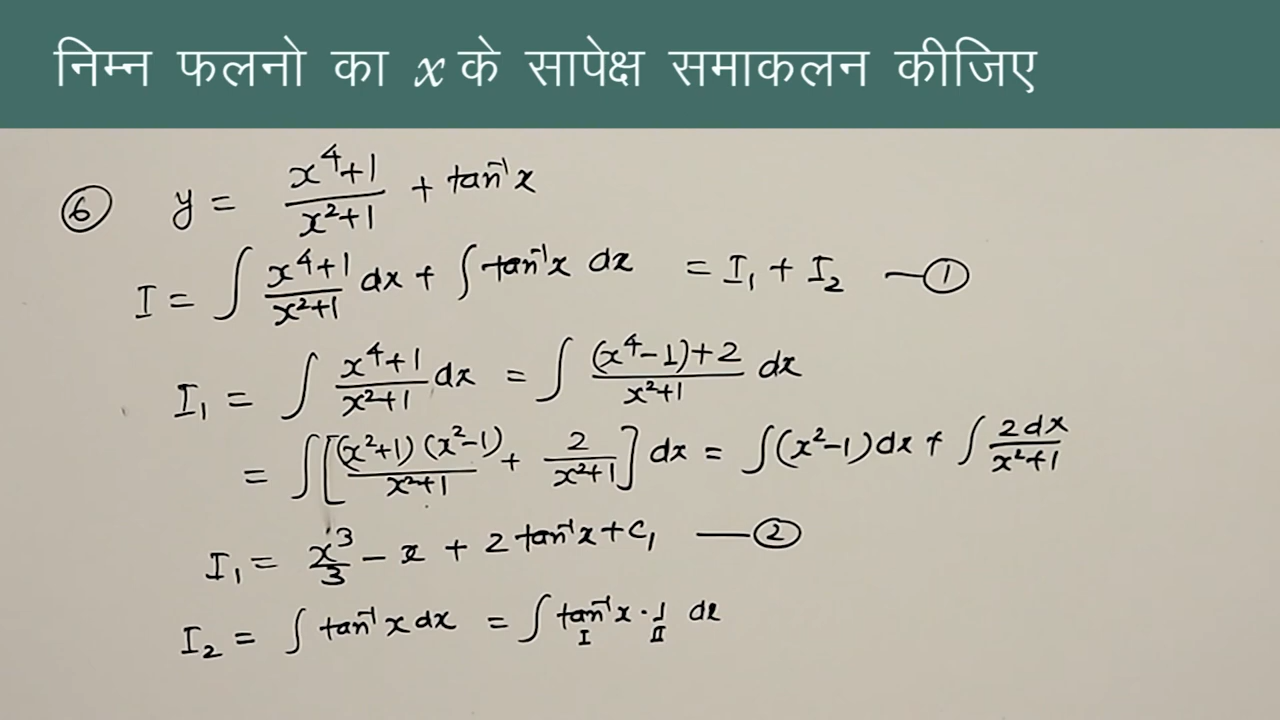 निम्न फलनो का x के सापेक्ष समाकलन कीजिए
⑥ y = (x⁴+1)/(x²+1) + tan⁻¹x
I = ∫ (x⁴+1)/(x²+1) dx + ∫ tan⁻¹x dx = I₁ + I₂ —①
I₁ = ∫ (x⁴+1)/(x²+1) dx = ∫ ((x⁴-1)+2)/(x²+1) dx
= ∫[(x²+1)(x²-1)/(x²+1) + 2/(x²+1)] dx = ∫(x²-1)dx + ∫ 2dx/(x²+1)
I₁ = x³/3 - x + 2 tan⁻¹x + C₁ —②
I₂ = ∫ tan⁻¹x dx = ∫ tan⁻¹x · 1 dx
I II